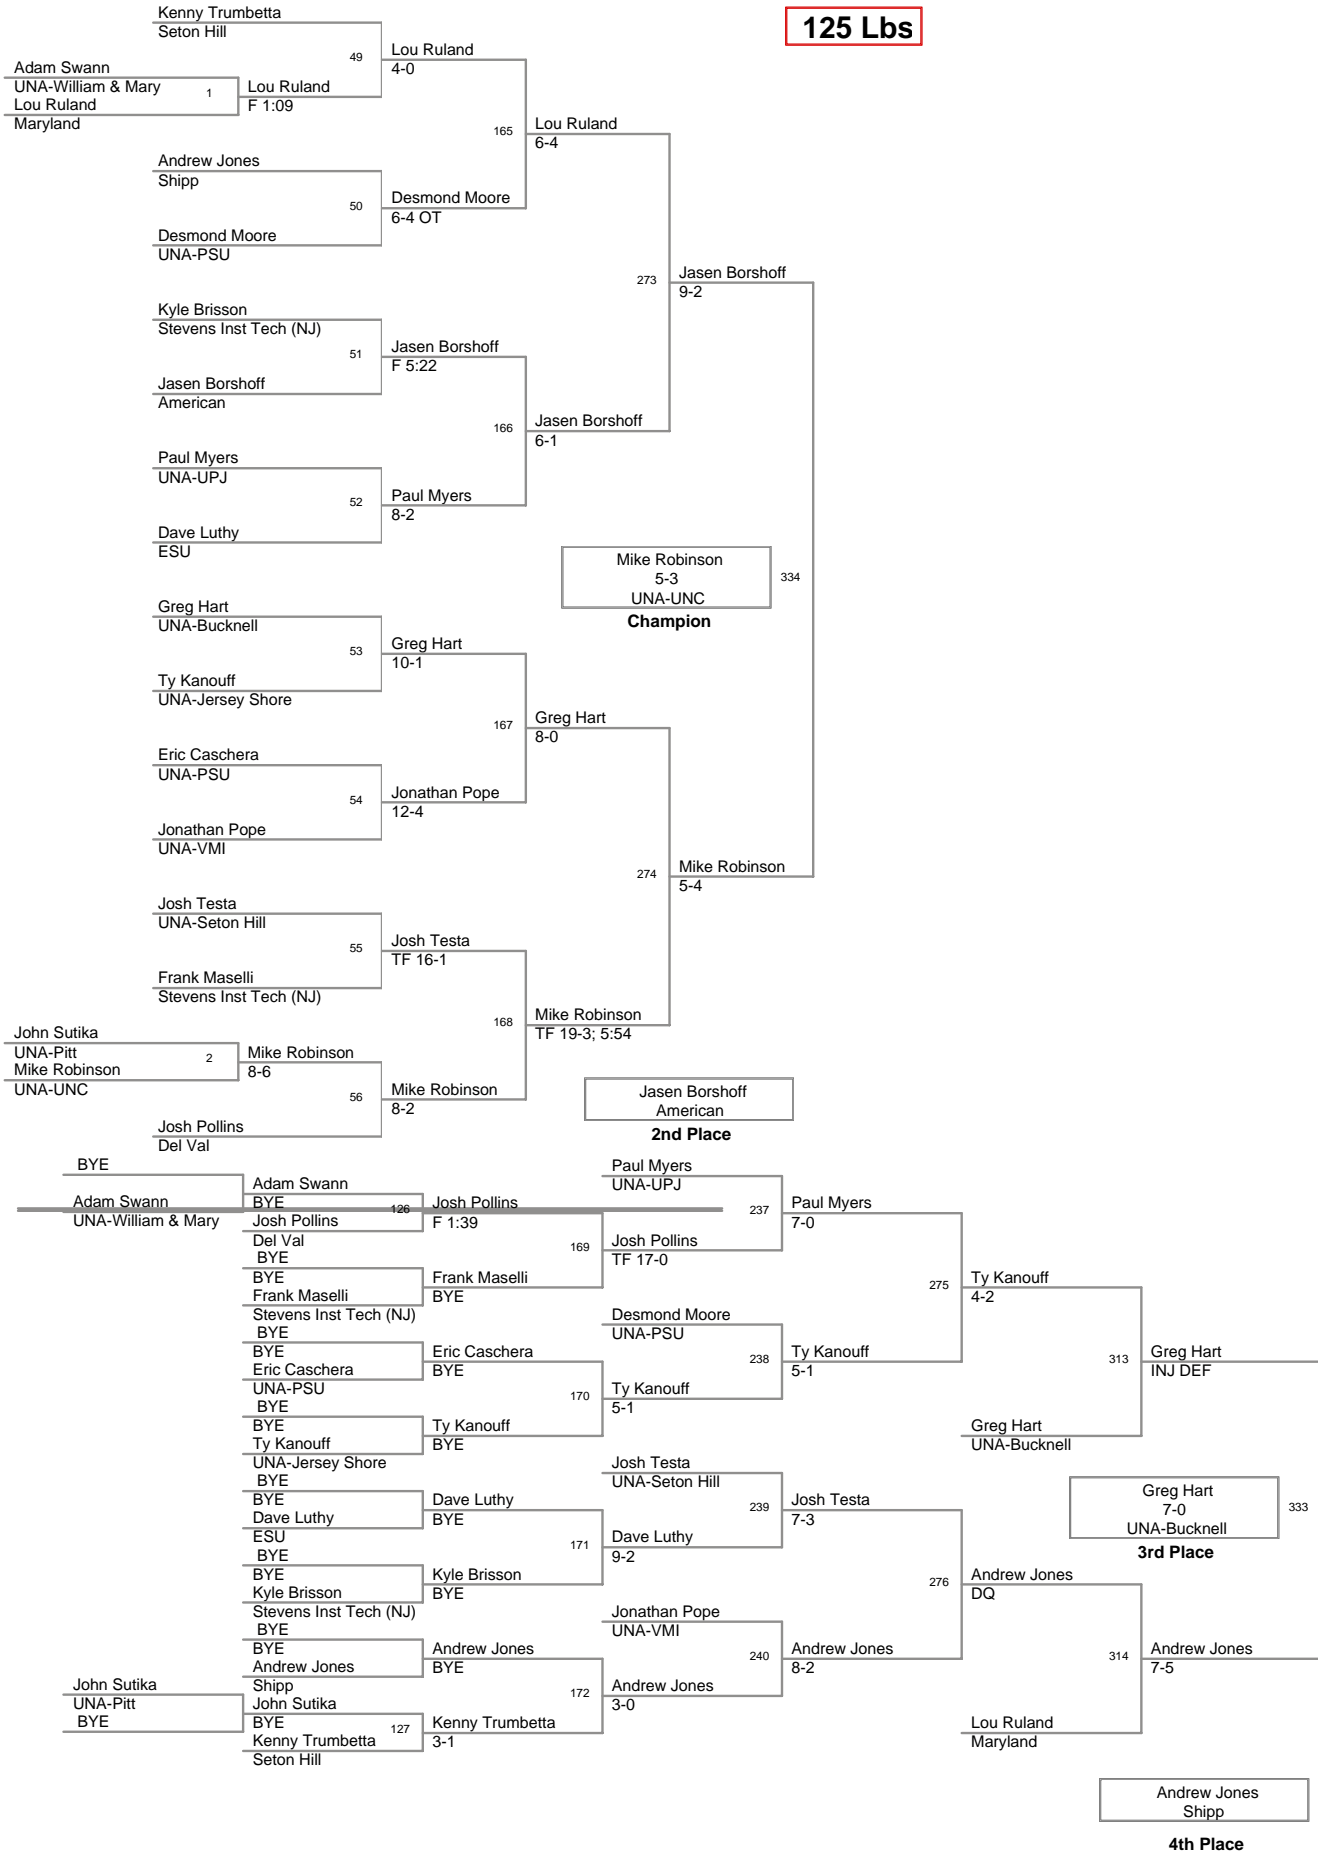 125 Lbs
Kenny Trumbetta
Seton Hill
49
Lou Ruland
4-0
Adam Swann
UNA-William & Mary
1
Lou Ruland
F 1:09
Lou Ruland
Maryland
165
Lou Ruland
6-4
Andrew Jones
Shipp
50
Desmond Moore
6-4 OT
Desmond Moore
UNA-PSU
273
Jasen Borshoff
9-2
Kyle Brisson
Stevens Inst Tech (NJ)
51
Jasen Borshoff
F 5:22
Jasen Borshoff
American
166
Jasen Borshoff
6-1
Paul Myers
UNA-UPJ
52
Paul Myers
8-2
Dave Luthy
ESU
Mike Robinson
5-3
UNA-UNC
334
Champion
Greg Hart
UNA-Bucknell
53
Greg Hart
10-1
Ty Kanouff
UNA-Jersey Shore
167
Greg Hart
8-0
Eric Caschera
UNA-PSU
54
Jonathan Pope
12-4
Jonathan Pope
UNA-VMI
274
Mike Robinson
5-4
Josh Testa
UNA-Seton Hill
55
Josh Testa
TF 16-1
Frank Maselli
Stevens Inst Tech (NJ)
168
Mike Robinson
TF 19-3; 5:54
John Sutika
UNA-Pitt
2
Mike Robinson
8-6
Mike Robinson
UNA-UNC
56
Mike Robinson
8-2
Josh Pollins
Del Val
Jasen Borshoff
American
2nd Place
BYE
Adam Swann
UNA-William & Mary
Adam Swann
BYE
126
Josh Pollins
Del Val
Josh Pollins
F 1:39
BYE
BYE
Frank Maselli
Stevens Inst Tech (NJ)
Frank Maselli
BYE
169
Josh Pollins
TF 17-0
Paul Myers
UNA-UPJ
237
Paul Myers
7-0
BYE
BYE
Eric Caschera
UNA-PSU
Eric Caschera
BYE
BYE
BYE
Ty Kanouff
UNA-Jersey Shore
Ty Kanouff
BYE
170
Ty Kanouff
5-1
Desmond Moore
UNA-PSU
238
Ty Kanouff
5-1
275
Ty Kanouff
4-2
313
Greg Hart
INJ DEF
Greg Hart
UNA-Bucknell
BYE
BYE
Dave Luthy
ESU
Dave Luthy
BYE
BYE
BYE
Kyle Brisson
Stevens Inst Tech (NJ)
Kyle Brisson
BYE
171
Dave Luthy
9-2
Josh Testa
UNA-Seton Hill
239
Josh Testa
7-3
Greg Hart
7-0
UNA-Bucknell
333
3rd Place
BYE
BYE
Andrew Jones
Shipp
Andrew Jones
BYE
John Sutika
UNA-Pitt
BYE
John Sutika
BYE
127
Kenny Trumbetta
Seton Hill
Kenny Trumbetta
3-1
172
Andrew Jones
3-0
Jonathan Pope
UNA-VMI
240
Andrew Jones
8-2
276
Andrew Jones
DQ
314
Andrew Jones
7-5
Lou Ruland
Maryland
Andrew Jones
Shipp
4th Place